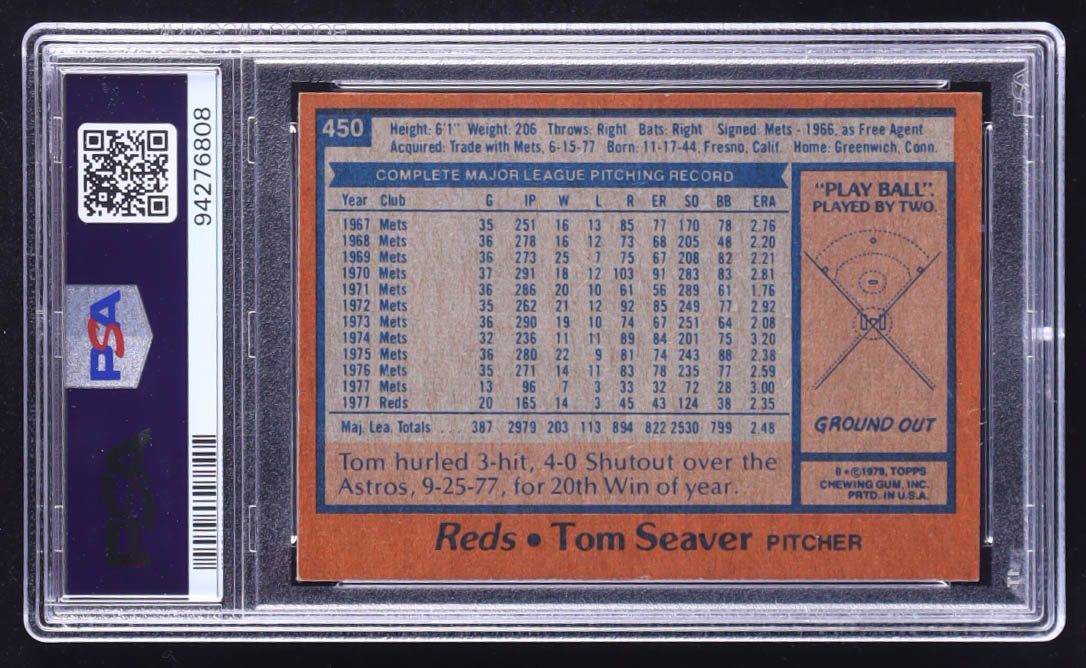 94276808
PSA
PSA
450
Height: 6'1" Weight: 206 Throws: Right Bats: Right Signed: Mets - 1966, as Free Agent
Acquired: Trade with Mets, 6-15-77 Born: 11-17-44, Fresno, Calif. Home: Greenwich, Conn.
COMPLETE MAJOR LEAGUE PITCHING RECORD
Year Club G IP W L R ER SO BB ERA
1967 Mets 35 251 16 13 85 77 170 78 2.76
1968 Mets 36 278 16 12 73 68 205 48 2.20
1969 Mets 36 273 25 7 75 67 208 82 2.21
1970 Mets 37 291 18 12 103 91 283 83 2.81
1971 Mets 36 286 20 10 61 56 289 61 1.76
1972 Mets 35 262 21 12 92 85 249 77 2.92
1973 Mets 36 290 19 10 74 67 251 64 2.08
1974 Mets 32 236 11 11 89 84 201 75 3.20
1975 Mets 36 280 22 9 81 74 243 88 2.38
1976 Mets 35 271 14 11 83 78 235 77 2.59
1977 Mets 13 96 7 3 33 32 72 28 3.00
1977 Reds 20 165 14 3 45 43 124 38 2.35
Maj. Lea. Totals .... 387 2979 203 113 894 822 2530 799 2.48
Tom hurled 3-hit, 4-0 Shutout over the
Astros, 9-25-77, for 20th Win of year.
"PLAY BALL".
PLAYED BY TWO.
GROUND OUT
©1978, TOPPS
CHEWING GUM, INC.
PRTD. IN U.S.A.
Reds • Tom Seaver PITCHER